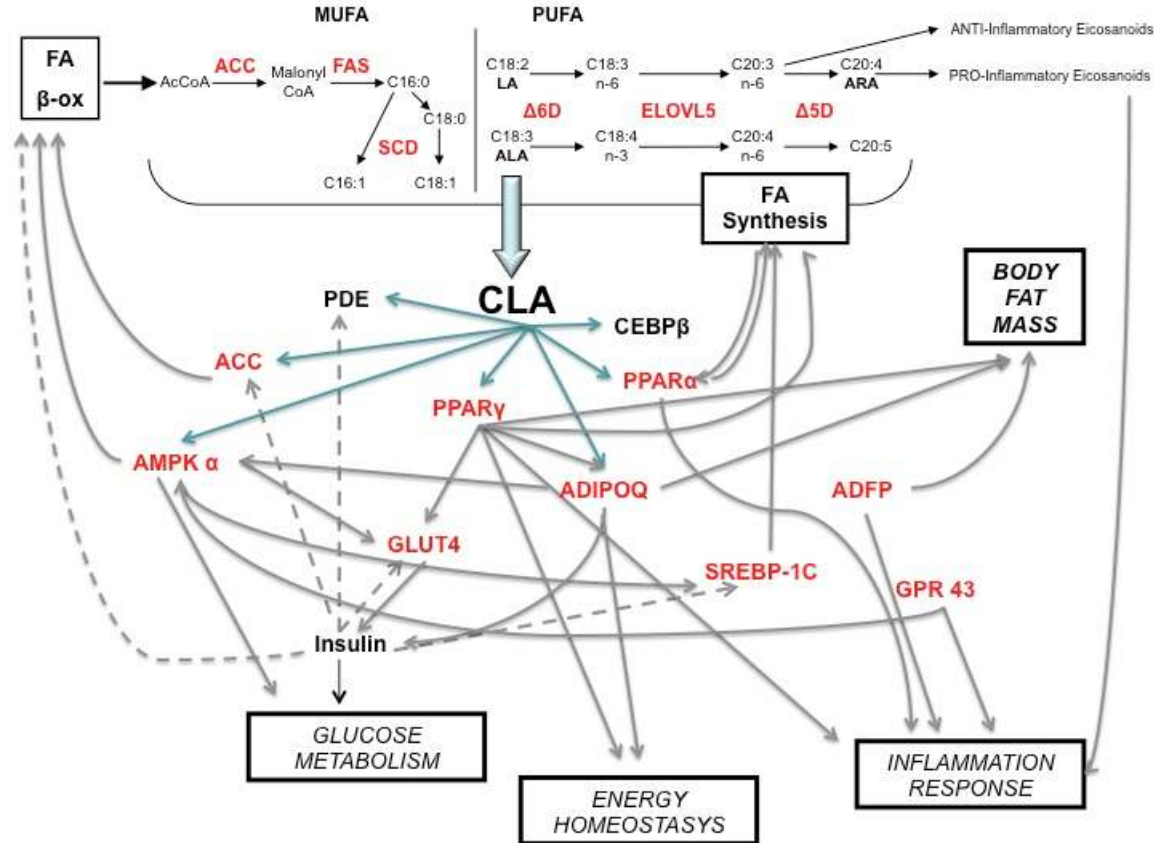 MUFA
PUFA
FA
β-ox
AcCoA
ACC
Malonyl
CoA
FAS
C16:0
C18:0
SCD
C16:1
C18:1
C18:2
LA
C18:3
n-6
C20:3
n-6
C20:4
ARA
ANTI-Inflammatory Eicosanoids
PRO-Inflammatory Eicosanoids
Δ6D
ELOVL5
Δ5D
C18:3
ALA
C18:4
n-3
C20:4
n-6
C20:5
FA
Synthesis
BODY
FAT
MASS
CLA
PDE
CEBPβ
ACC
PPARα
PPARγ
AMPK α
ADIPOQ
ADFP
GLUT4
SREBP-1C
GPR 43
Insulin
GLUCOSE
METABOLISM
ENERGY
HOMEOSTASYS
INFLAMMATION
RESPONSE